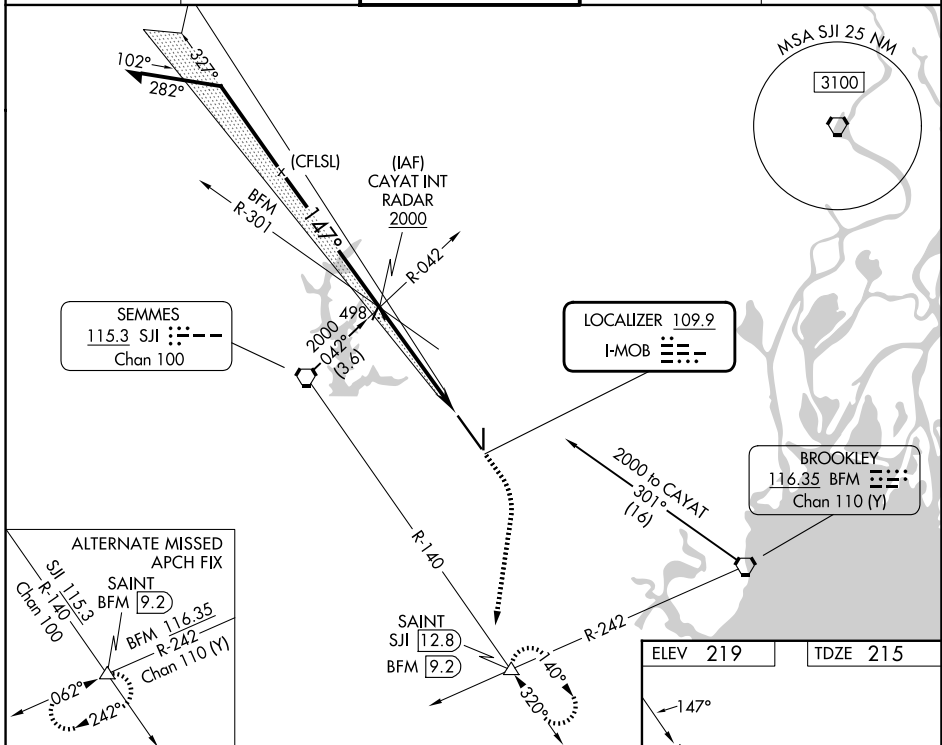 MSA SJI 25 NM
3100
327°
102°
282°
(CFLSL)
(IAF)
CAYAT INT
RADAR
2000
BFM
R-301
147°
R-042
498
2000
042°
(3.6)
SEMMES
115.3 SJI
Chan 100
LOCALIZER 109.9
I-MOB
2000 to CAYAT
301°
(16)
BROOKLEY
116.35 BFM
Chan 110 (Y)
R-140
R-242
SAINT
SJI 12.8
BFM 9.2
140°
320°
ALTERNATE MISSED
APCH FIX
SJI 115.3
R-140
Chan 100
SAINT
BFM 9.2
BFM 116.35
R-242
Chan 110 (Y)
062°
242°
ELEV 219
TDZE 215
147°